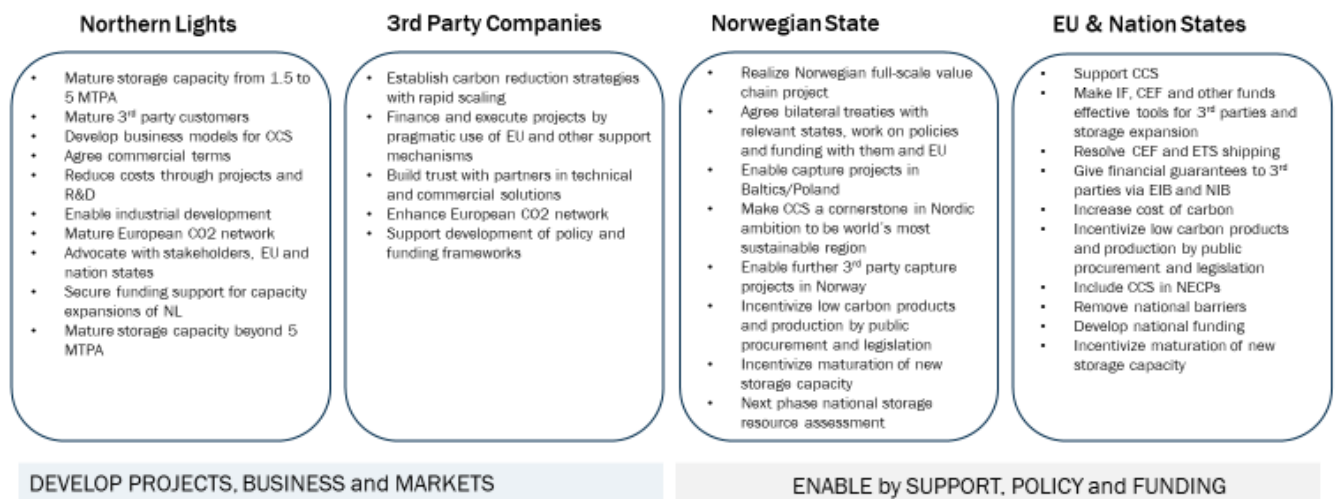 Northern Lights
• Mature storage capacity from 1.5 to
5 MTPA
• Mature 3rd party customers
• Develop business models for CCS
• Agree commercial terms
• Reduce costs through projects and
R&D
• Enable industrial development
• Mature European CO2 network
• Advocate with stakeholders, EU and
nation states
• Secure funding support for capacity
expansions of NL
• Mature storage capacity beyond 5
MTPA
3rd Party Companies
• Establish carbon reduction strategies
with rapid scaling
• Finance and execute projects by
pragmatic use of EU and other support
mechanisms
• Build trust with partners in technical
and commercial solutions
• Enhance European CO2 network
• Support development of policy and
funding frameworks
Norwegian State
• Realize Norwegian full-scale value
chain project
• Agree bilateral treaties with
relevant states, work on policies
and funding with them and EU
• Enable capture projects in
Baltics/Poland
• Make CCS a cornerstone in Nordic
ambition to be world's most
sustainable region
• Enable further 3rd party capture
projects in Norway
• Incentivize low carbon products
and production by public
procurement and legislation
• Incentivize maturation of new
storage capacity
• Next phase national storage
resource assessment
EU & Nation States
• Support CCS
• Make IF, CEF and other funds
effective tools for 3rd parties and
storage expansion
• Resolve CEF and ETS shipping
• Give financial guarantees to 3rd
parties via EIB and NIB
• Increase cost of carbon
• Incentivize low carbon products
and production by public
procurement and legislation
• Include CCS in NECPs
• Remove national barriers
• Develop national funding
• Incentivize maturation of new
storage capacity
DEVELOP PROJECTS, BUSINESS and MARKETS
ENABLE by SUPPORT, POLICY and FUNDING